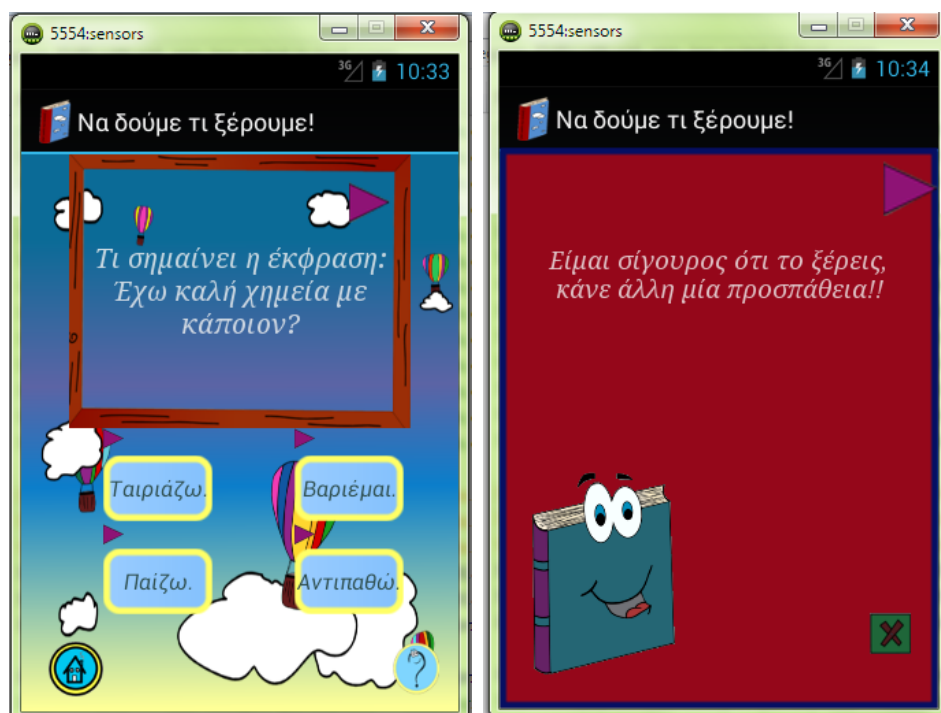 5554:sensors
3G 10:33
Να δούμε τι ξέρουμε!
Τι σημαίνει η έκφραση:
Έχω καλή χημεία με
κάποιον?
Ταιριάζω.
Βαριέμαι.
Παίζω.
Αντιπαθώ.
?
5554:sensors
3G 10:34
Να δούμε τι ξέρουμε!
Είμαι σίγουρος ότι το ξέρεις,
κάνε άλλη μία προσπάθεια!!